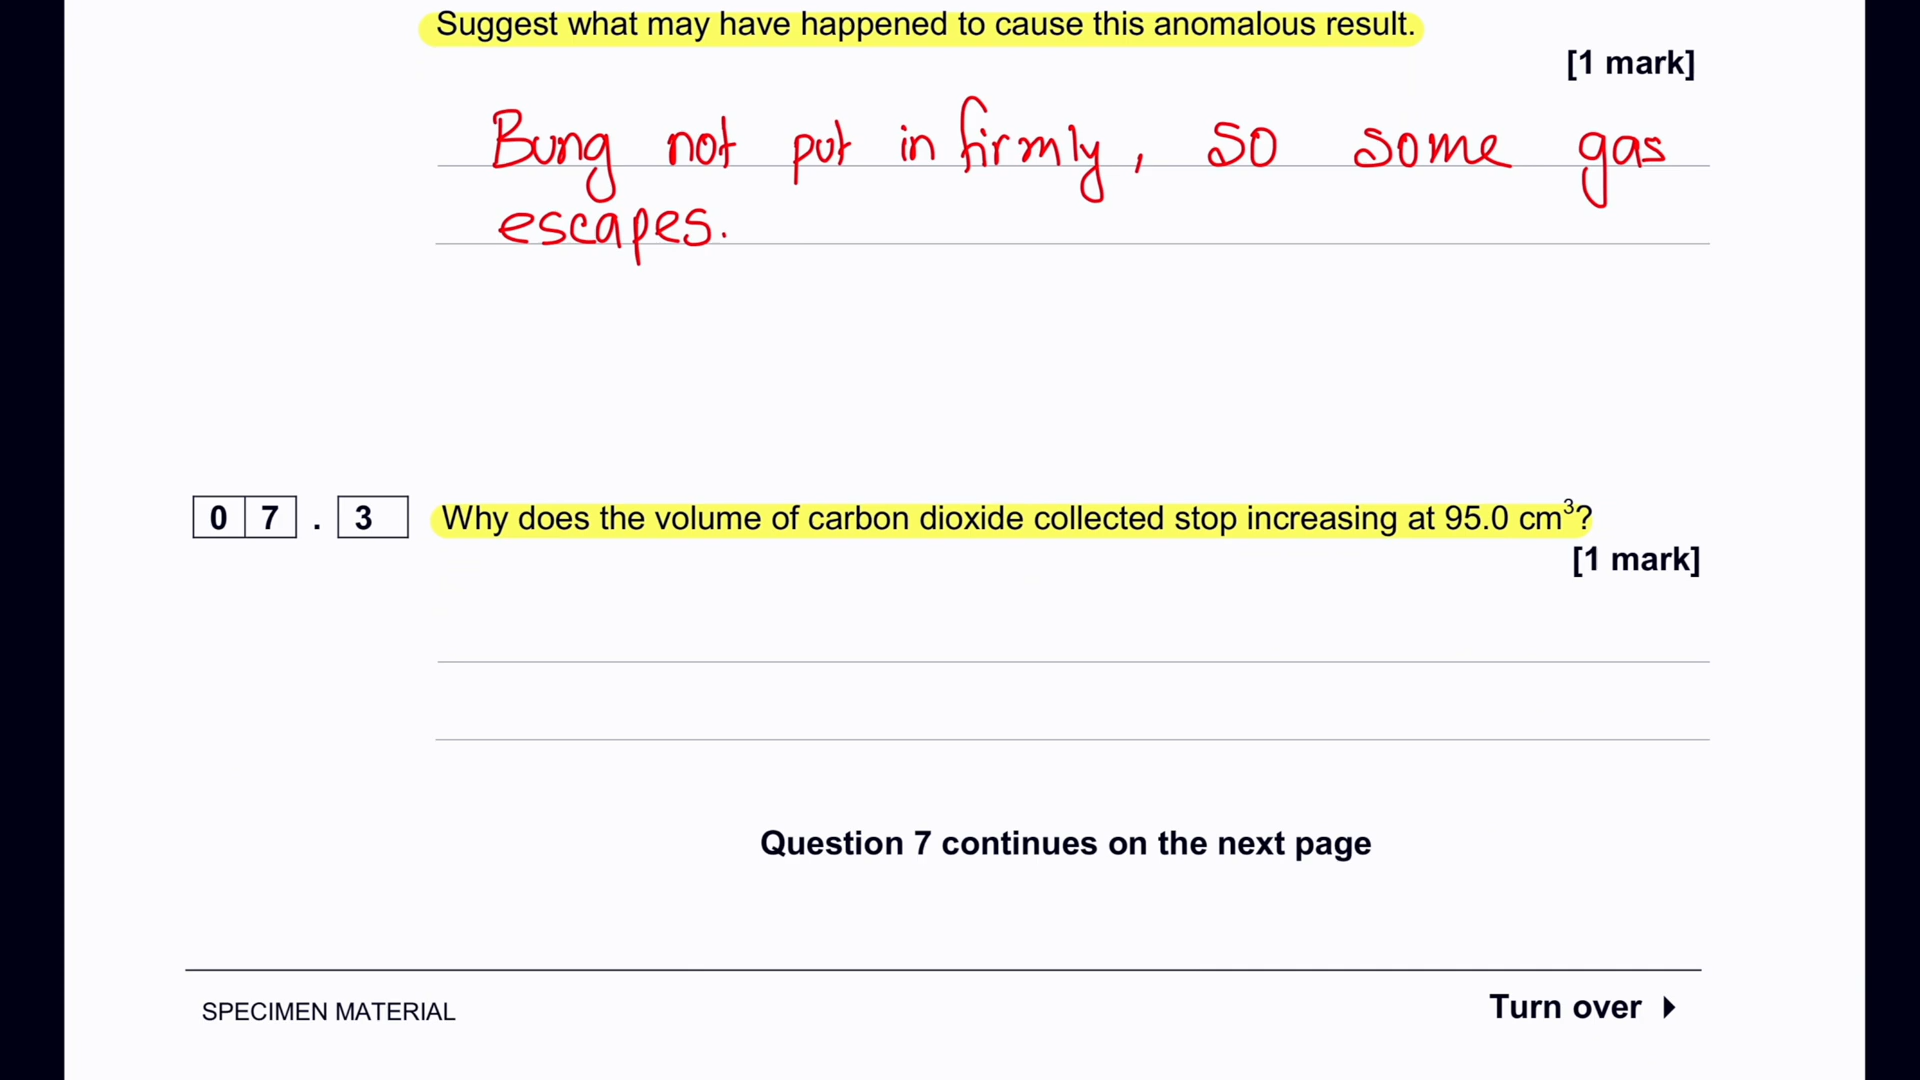 Suggest what may have happened to cause this anomalous result.
[1 mark]
Bung not put in firmly, so some gas
escapes.
0 7 . 3 Why does the volume of carbon dioxide collected stop increasing at 95.0 cm³?
[1 mark]
Question 7 continues on the next page
SPECIMEN MATERIAL
Turn over